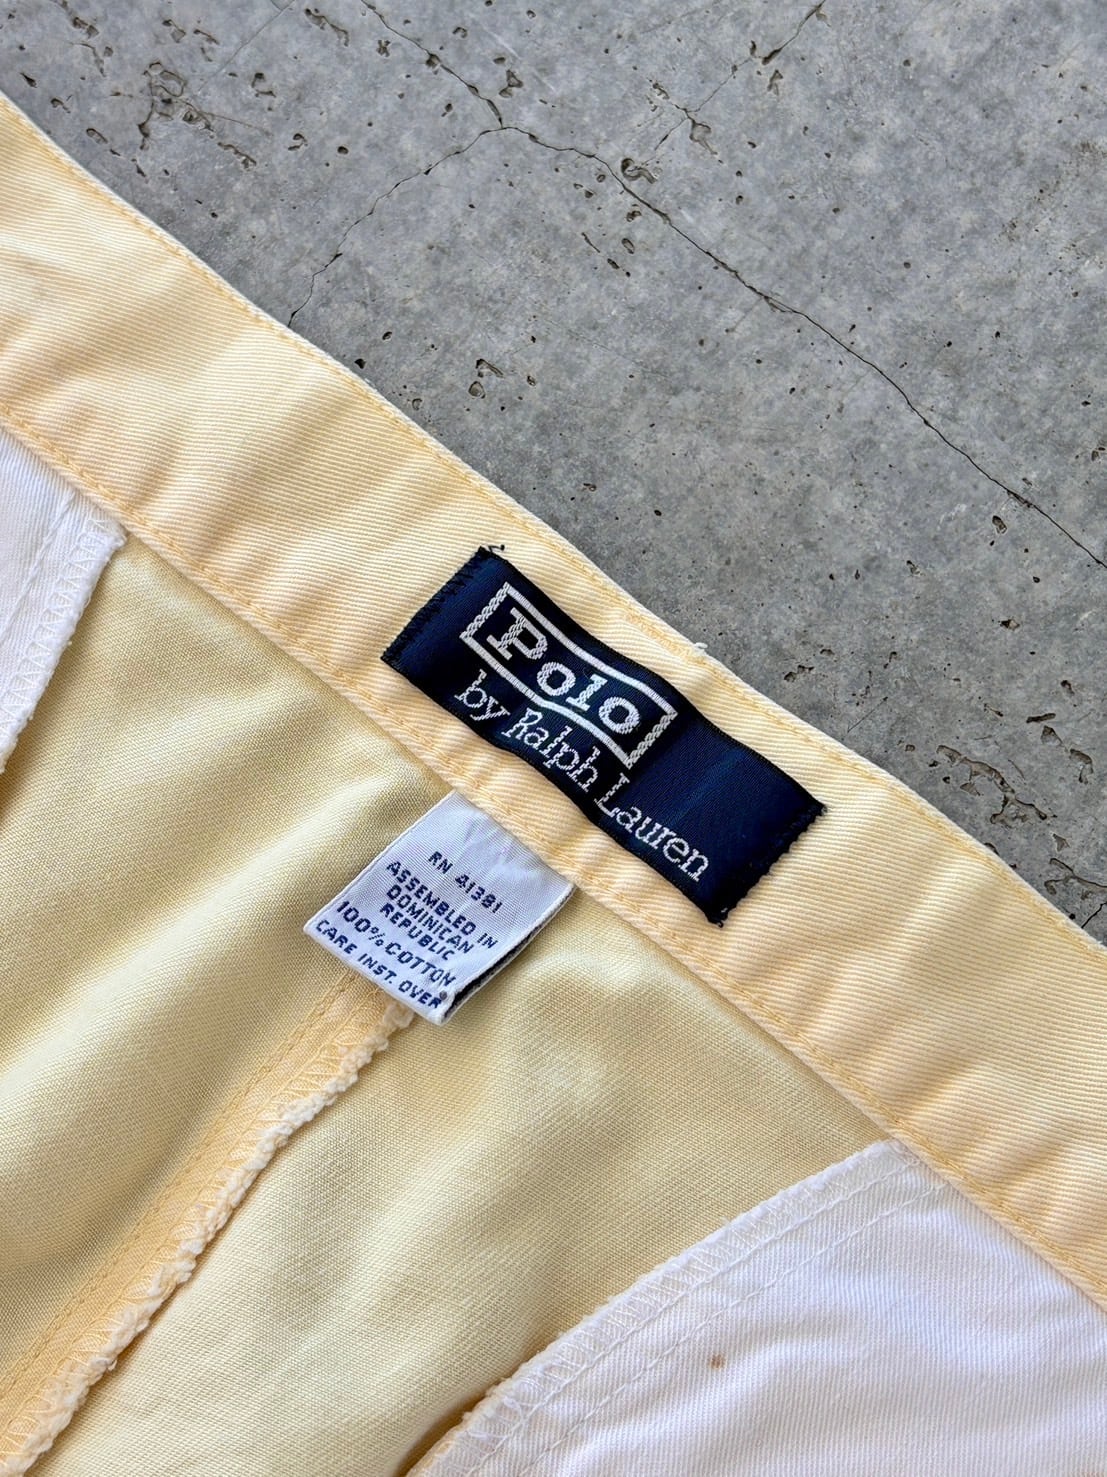 Polo
by Ralph Lauren
RN 41381
ASSEMBLED IN
DOMINICAN
REPUBLIC
100% COTTON
CARE INST. OVER